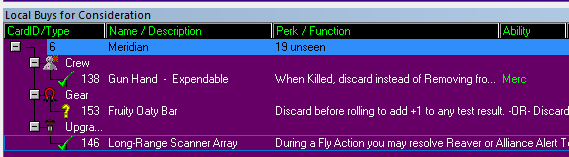 Local Buys for Consideration
CardID/Type Name / Description Perk / Function Ability
6 Meridian 19 unseen
Crew
138 Gun Hand - Expendable When Killed, discard instead of Removing fro... Merc
Gear
153 Fruity Oaty Bar Discard before rolling to add +1 to any test result. -OR- Discard
Upgra...
146 Long-Range Scanner Array During a Fly Action you may resolve Reaver or Alliance Alert T